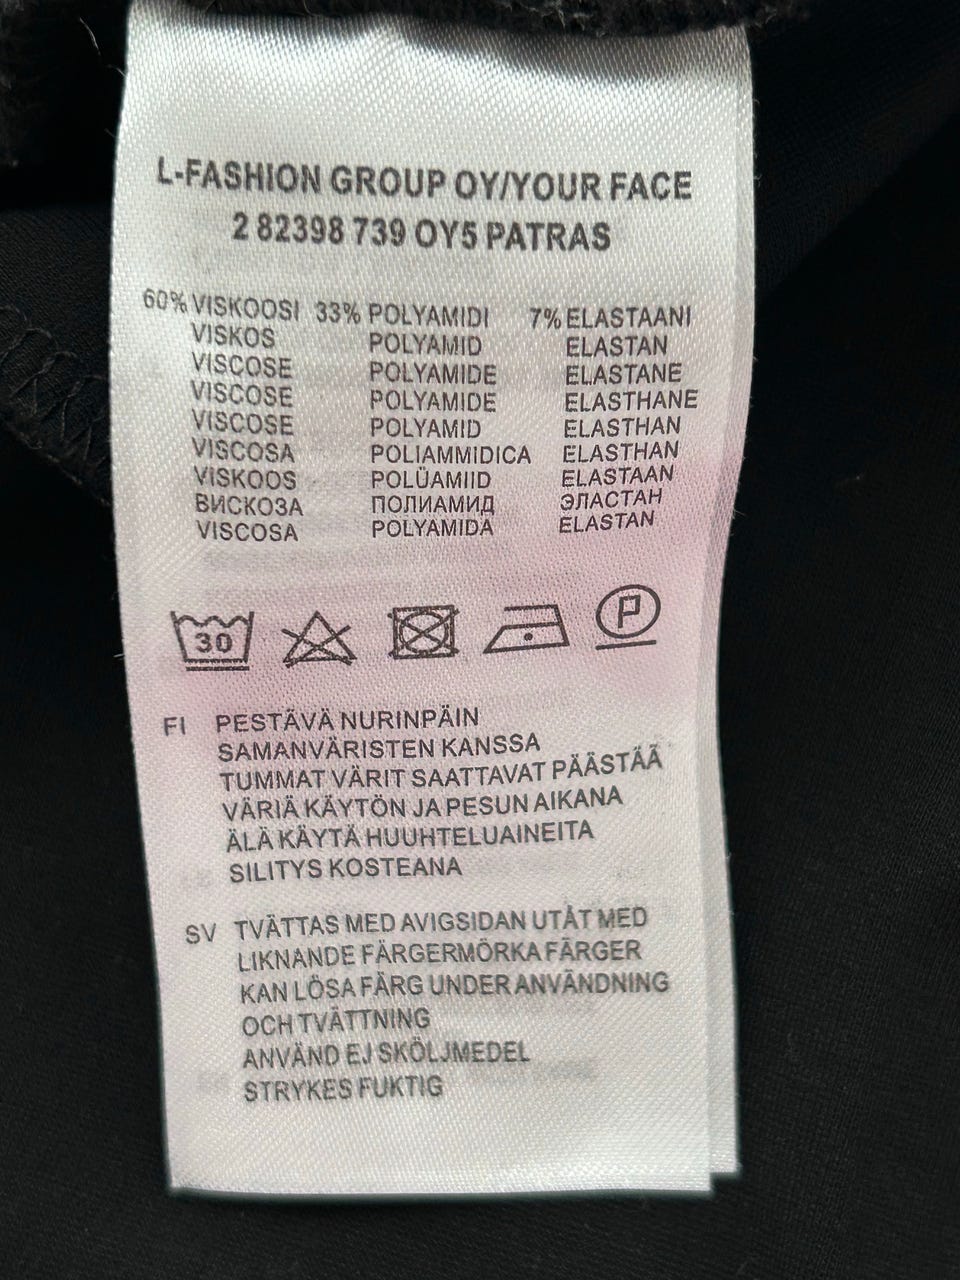 L-FASHION GROUP OY/YOUR FACE
2 82398 739 OY5 PATRAS
60% VISKOOSI 33% POLYAMIDI 7% ELASTAANI
VISKOS POLYAMID ELASTAN
VISCOSE POLYAMIDE ELASTANE
VISCOSE POLYAMIDE ELASTHANE
VISCOSE POLYAMID ELASTHAN
VISCOSA POLIAMMIDICA ELASTHAN
VISKOOS POLÜAMIID ELASTAAN
ВИСКОЗА ПОЛИАМИД ЭЛАСТАН
VISCOSA POLYAMIDA ELASTAN
30 P
FI PESTÄVÄ NURINPÄIN
SAMANVÄRISTEN KANSSA
TUMMAT VÄRIT SAATTAVAT PÄÄSTÄÄ
VÄRIÄ KÄYTÖN JA PESUN AIKANA
ÄLÄ KÄYTÄ HUUHTELUAINEITA
SILITYS KOSTEANA
SV TVÄTTAS MED AVIGSIDAN UTÅT MED
LIKNANDE FÄRGERMÖRKA FÄRGER
KAN LÖSA FÄRG UNDER ANVÄNDNING
OCH TVÄTTNING
ANVÄND EJ SKÖLJMEDEL
STRYKES FUKTIG